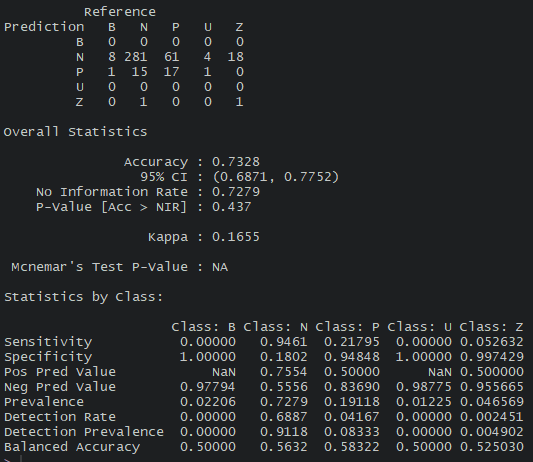 Reference
Prediction   B   N   P   U   Z
         B   0   0   0   0   0
         N   8 281  61   4  18
         P   1  15  17   1   0
         U   0   0   0   0   0
         Z   0   1   0   0   1
Overall Statistics
               Accuracy : 0.7328
                 95% CI : (0.6871, 0.7752)
    No Information Rate : 0.7279
    P-Value [Acc > NIR] : 0.437
                  Kappa : 0.1655
 Mcnemar's Test P-Value : NA
Statistics by Class:
                     Class: B Class: N Class: P Class: U Class: Z
Sensitivity           0.00000   0.9461  0.21795  0.00000 0.052632
Specificity           1.00000   0.1802  0.94848  1.00000 0.997429
Pos Pred Value            NaN   0.7554  0.50000      NaN 0.500000
Neg Pred Value        0.97794   0.5556  0.83690  0.98775 0.955665
Prevalence            0.02206   0.7279  0.19118  0.01225 0.046569
Detection Rate        0.00000   0.6887  0.04167  0.00000 0.002451
Detection Prevalence  0.00000   0.9118  0.08333  0.00000 0.004902
Balanced Accuracy     0.50000   0.5632  0.58322  0.50000 0.525030
>